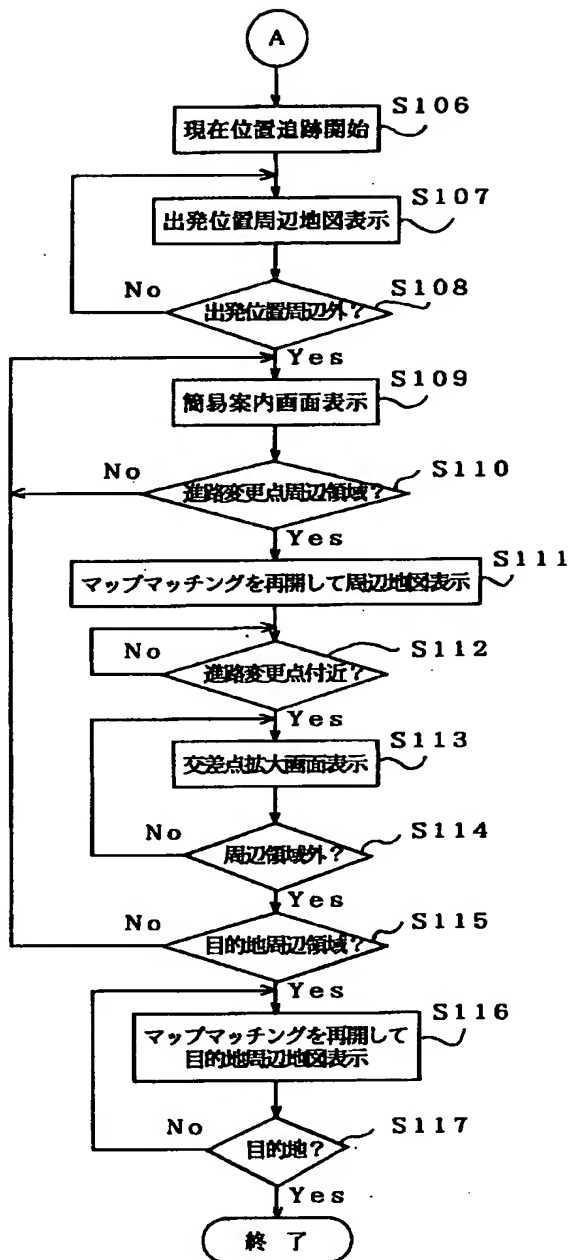 A
S106
現在位置追跡開始
S107
出発位置周辺地図表示
No
S108
出発位置周辺外?
Yes
S109
簡易案内画面表示
No
S110
進路変更点周辺領域?
Yes
S111
マップマッチングを再開して周辺地図表示
No
S112
進路変更点付近?
Yes
S113
交差点拡大画面表示
No
S114
周辺領域外?
Yes
No
S115
目的地周辺領域?
Yes
S116
マップマッチングを再開して
目的地周辺地図表示
No
S117
目的地?
Yes
終了